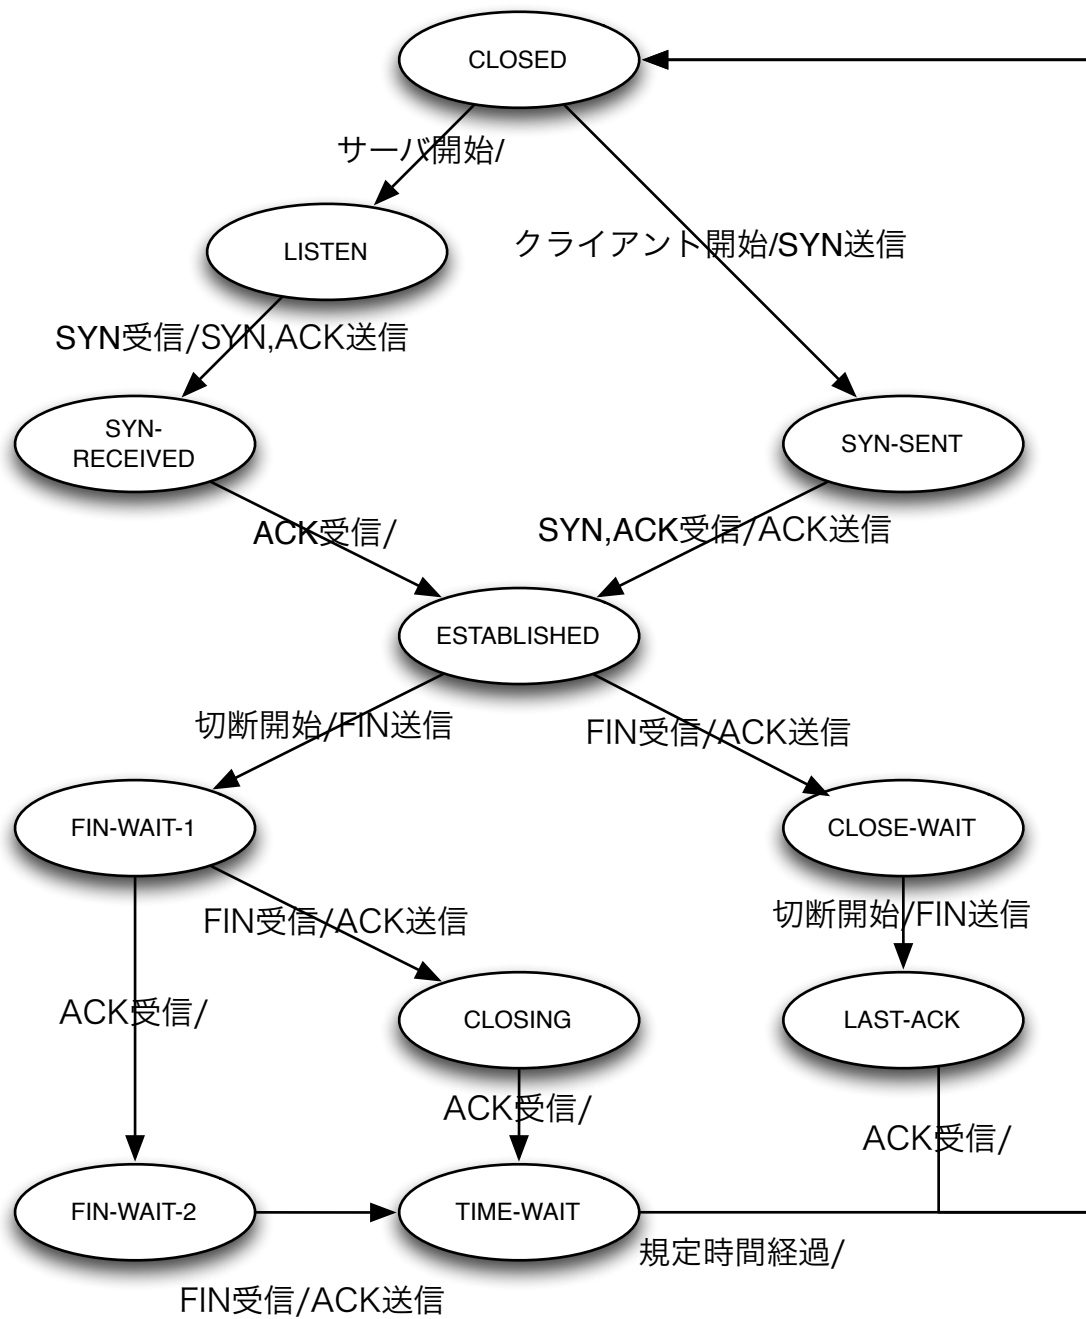 CLOSED
サーバ開始/
LISTEN
クライアント開始/SYN送信
SYN受信/SYN,ACK送信
SYN-
RECEIVED
SYN-SENT
ACK受信/
SYN,ACK受信/ACK送信
ESTABLISHED
切断開始/FIN送信
FIN受信/ACK送信
FIN-WAIT-1
CLOSE-WAIT
FIN受信/ACK送信
切断開始/FIN送信
ACK受信/
CLOSING
LAST-ACK
ACK受信/
ACK受信/
FIN-WAIT-2
TIME-WAIT
規定時間経過/
FIN受信/ACK送信